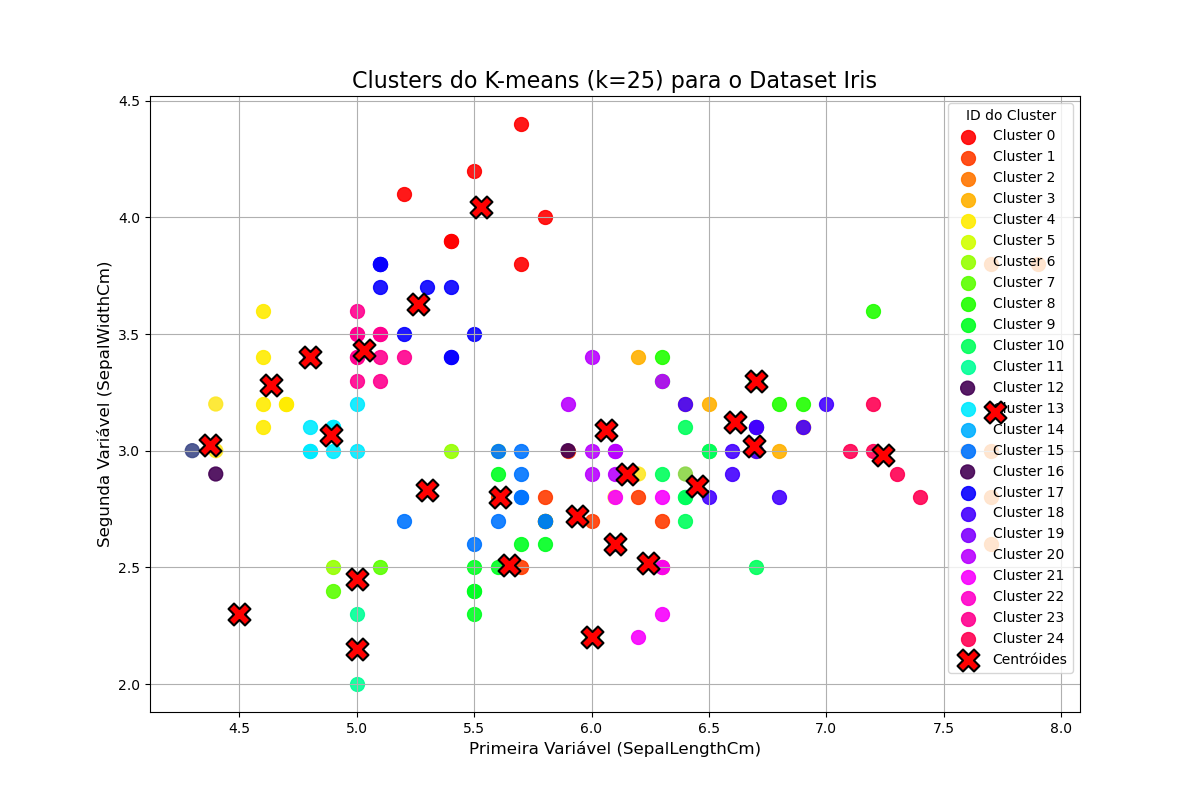 Clusters do K-means (k=25) para o Dataset Iris
Segunda Variável (SepalWidthCm)
4.5
4.0
3.5
3.0
2.5
2.0
4.5
5.0
5.5
6.0
6.5
7.0
7.5
8.0
Primeira Variável (SepalLengthCm)
ID do Cluster
Cluster 0
Cluster 1
Cluster 2
Cluster 3
Cluster 4
Cluster 5
Cluster 6
Cluster 7
Cluster 8
Cluster 9
Cluster 10
Cluster 11
Cluster 12
Cluster 13
Cluster 14
Cluster 15
Cluster 16
Cluster 17
Cluster 18
Cluster 19
Cluster 20
Cluster 21
Cluster 22
Cluster 23
Cluster 24
Centróides